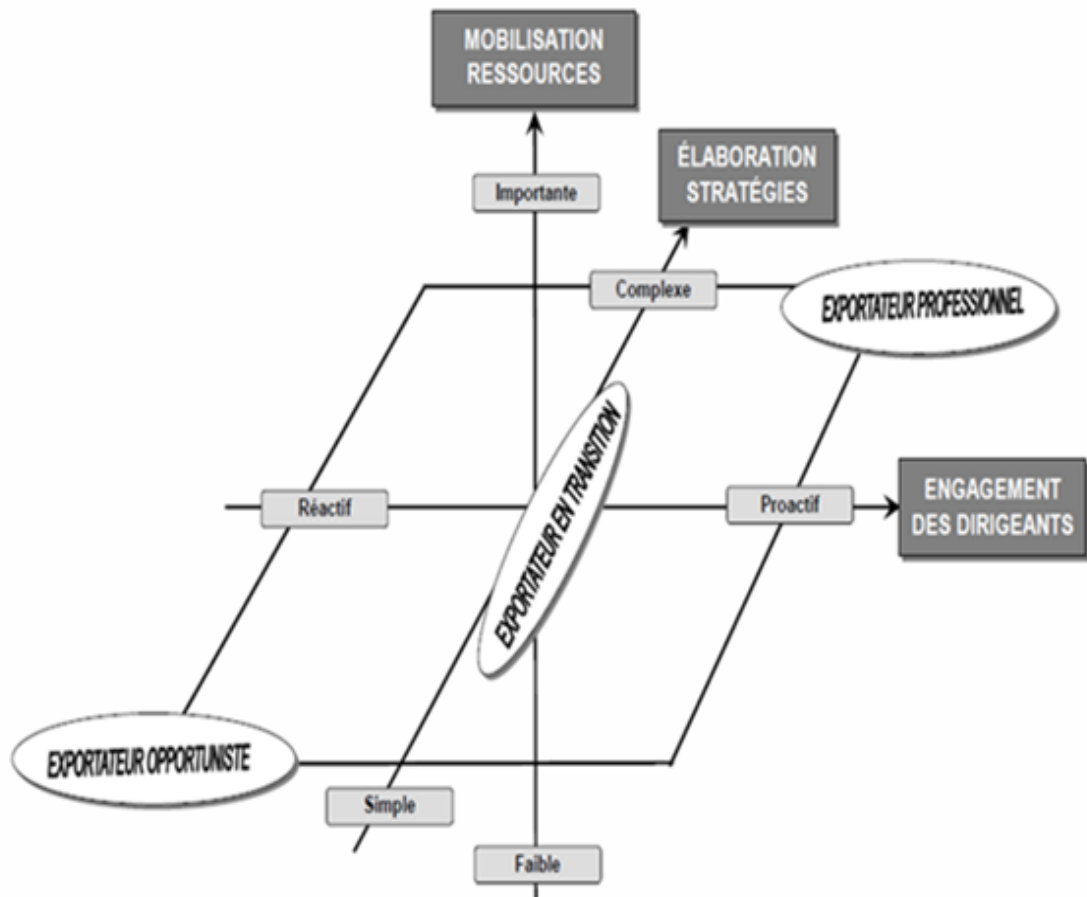 MOBILISATION
RESSOURCES
ÉLABORATION
STRATÉGIES
Importante
Complexe
EXPORTATEUR PROFESSIONNEL
EXPORTATEUR EN TRANSITION
Réactif
Proactif
ENGAGEMENT
DES DIRIGEANTS
EXPORTATEUR OPPORTUNISTE
Simple
Faible